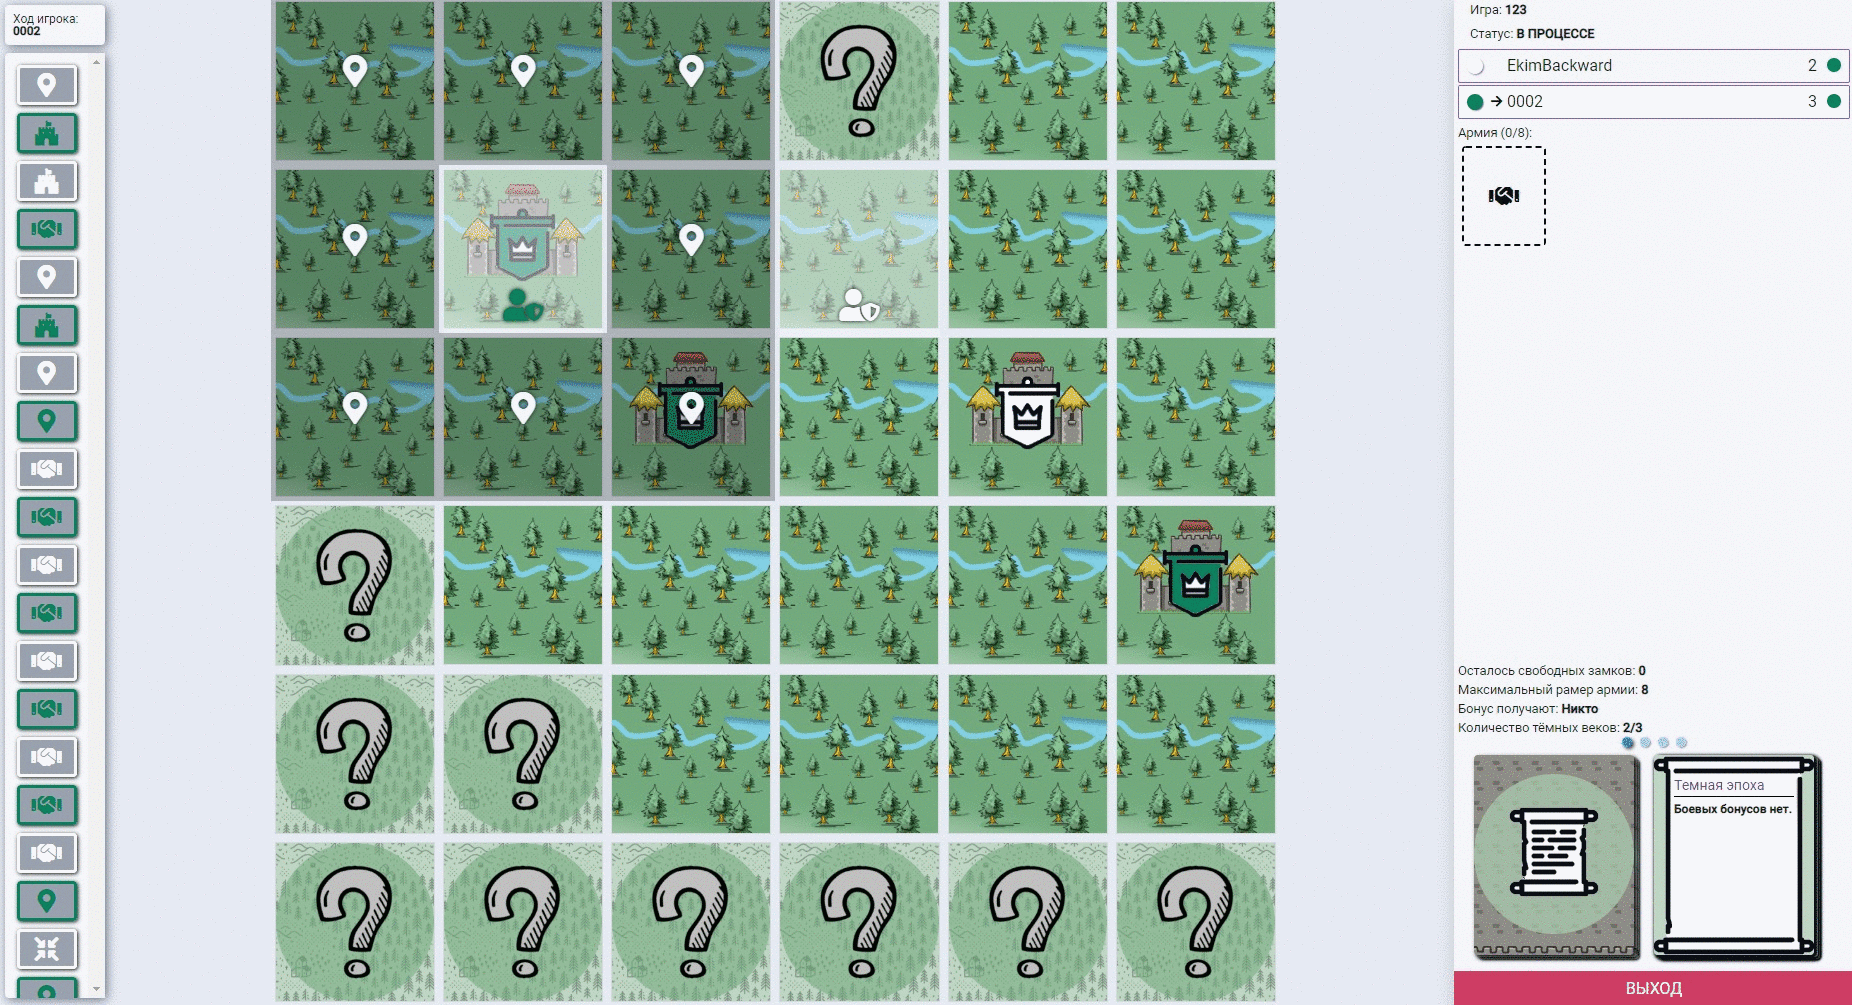 Ход игрока:
0002
Игра: 123
Статус: В ПРОЦЕССЕ
EkimBackward 2
0002 3
Армия (0/8):
Осталось свободных замков: 0
Максимальный рамер армии: 8
Бонус получают: Никто
Количество тёмных веков: 2/3
Темная эпоха
Боевых бонусов нет.
ВЫХОД